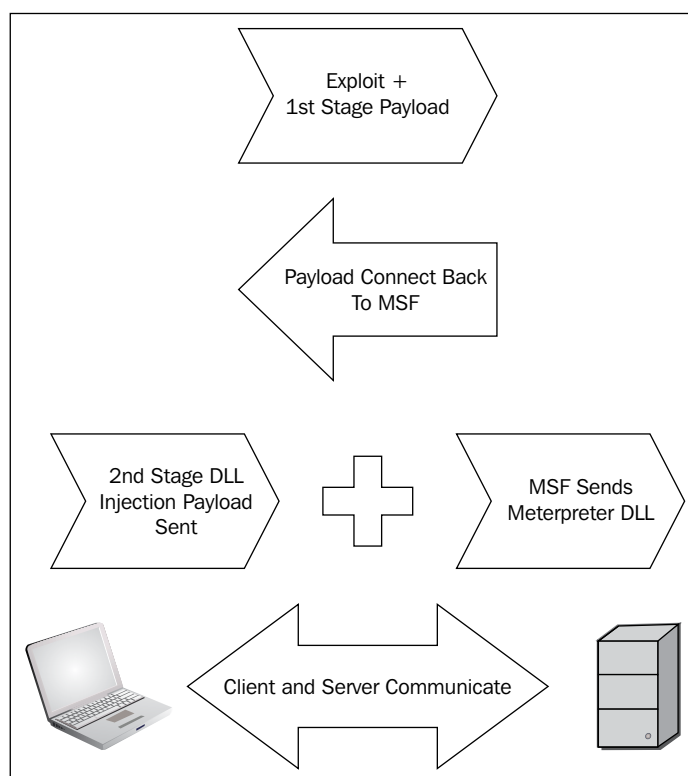 Exploit +
1st Stage Payload
Payload Connect Back
To MSF
2nd Stage DLL
Injection Payload
Sent
MSF Sends
Meterpreter DLL
Client and Server Communicate